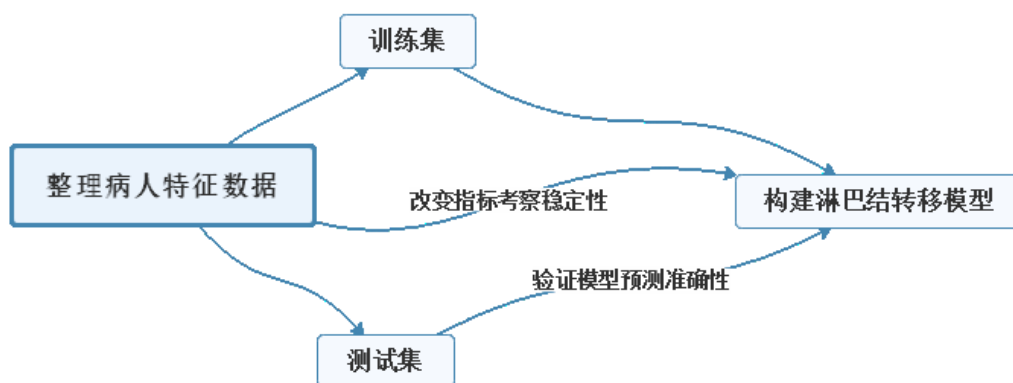 训练集
整理病人特征数据
改变指标考察稳定性
构建淋巴结转移模型
验证模型预测准确性
测试集